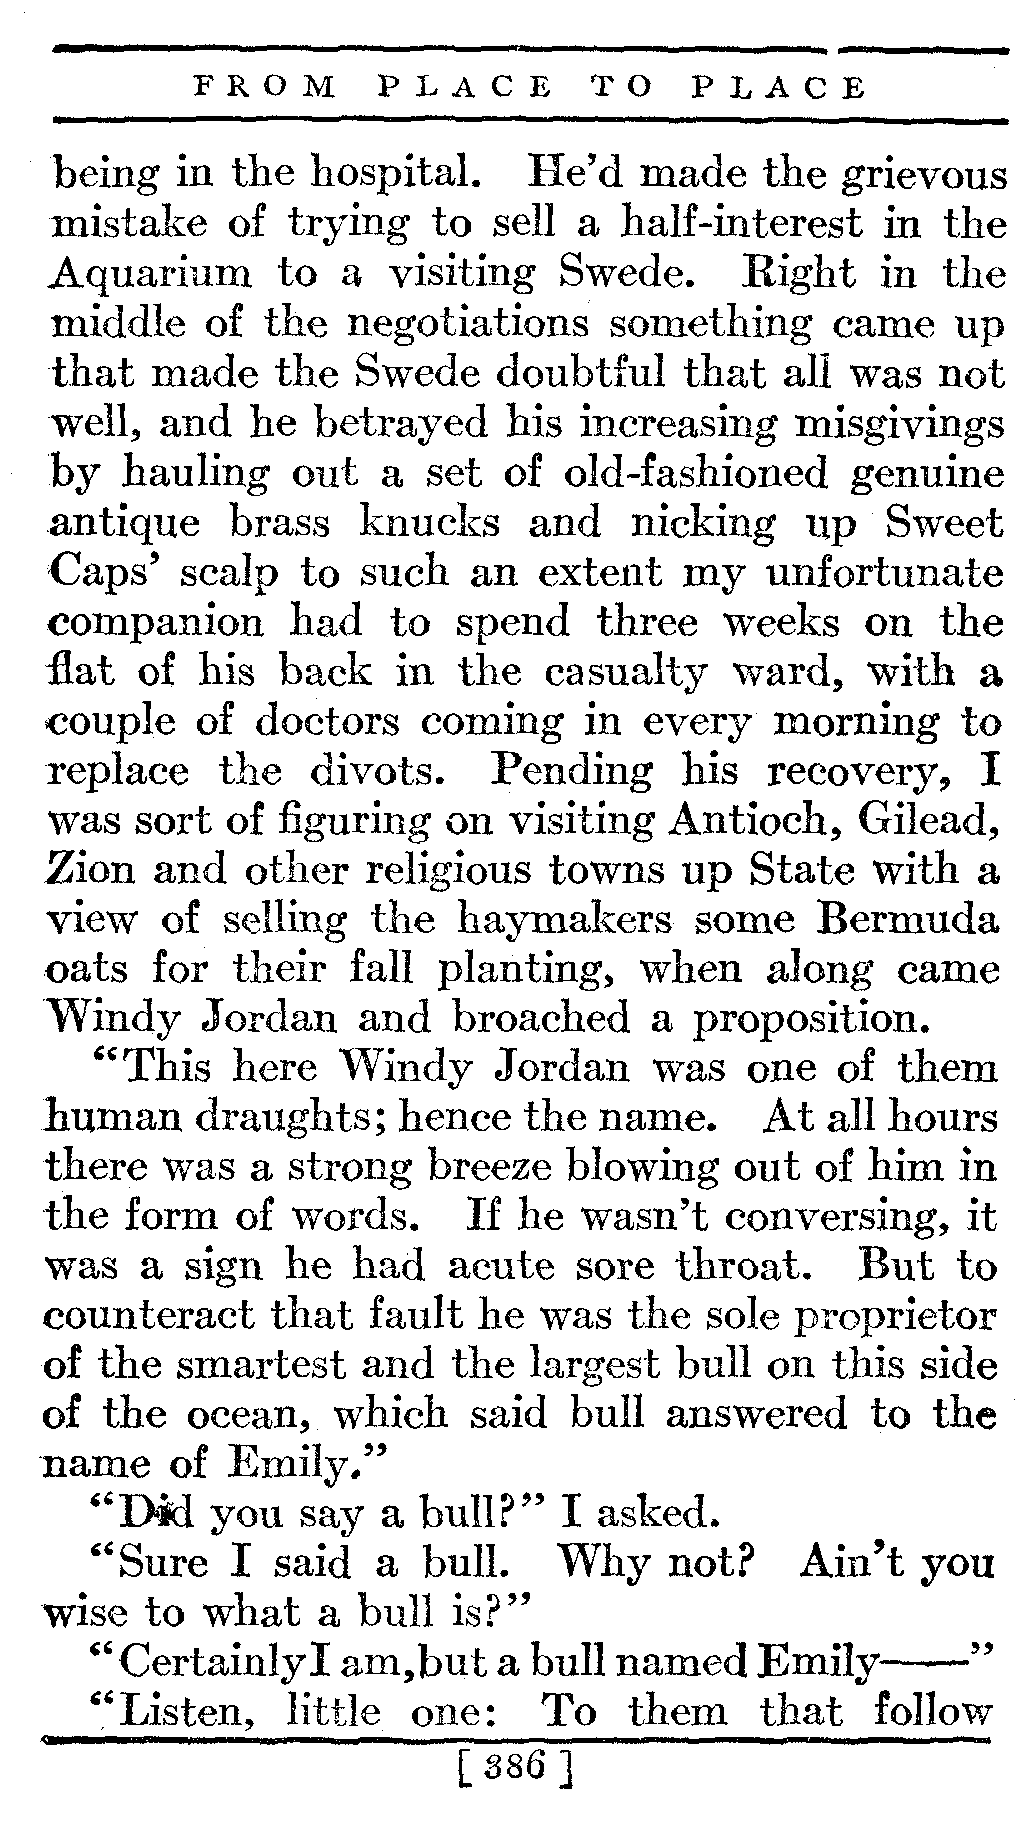 FROM PLACE TO PLACE
being in the hospital. He'd made the grievous
mistake of trying to sell a half-interest in the
Aquarium to a visiting Swede. Right in the
middle of the negotiations something came up
that made the Swede doubtful that all was not
well, and he betrayed his increasing misgivings
by hauling out a set of old-fashioned genuine
antique brass knucks and nicking up Sweet
Caps' scalp to such an extent my unfortunate
companion had to spend three weeks on the
flat of his back in the casualty ward, with a
couple of doctors coming in every morning to
replace the divots. Pending his recovery, I
was sort of figuring on visiting Antioch, Gilead,
Zion and other religious towns up State with a
view of selling the haymakers some Bermuda
oats for their fall planting, when along came
Windy Jordan and broached a proposition.
"This here Windy Jordan was one of them
human draughts; hence the name. At all hours
there was a strong breeze blowing out of him in
the form of words. If he wasn't conversing, it
was a sign he had acute sore throat. But to
counteract that fault he was the sole proprietor
of the smartest and the largest bull on this side
of the ocean, which said bull answered to the
name of Emily."
"Did you say a bull?" I asked.
"Sure I said a bull. Why not? Ain't you
wise to what a bull is?"
"Certainly I am, but a bull named Emily——"
"Listen, little one: To them that follow
[ 386 ]